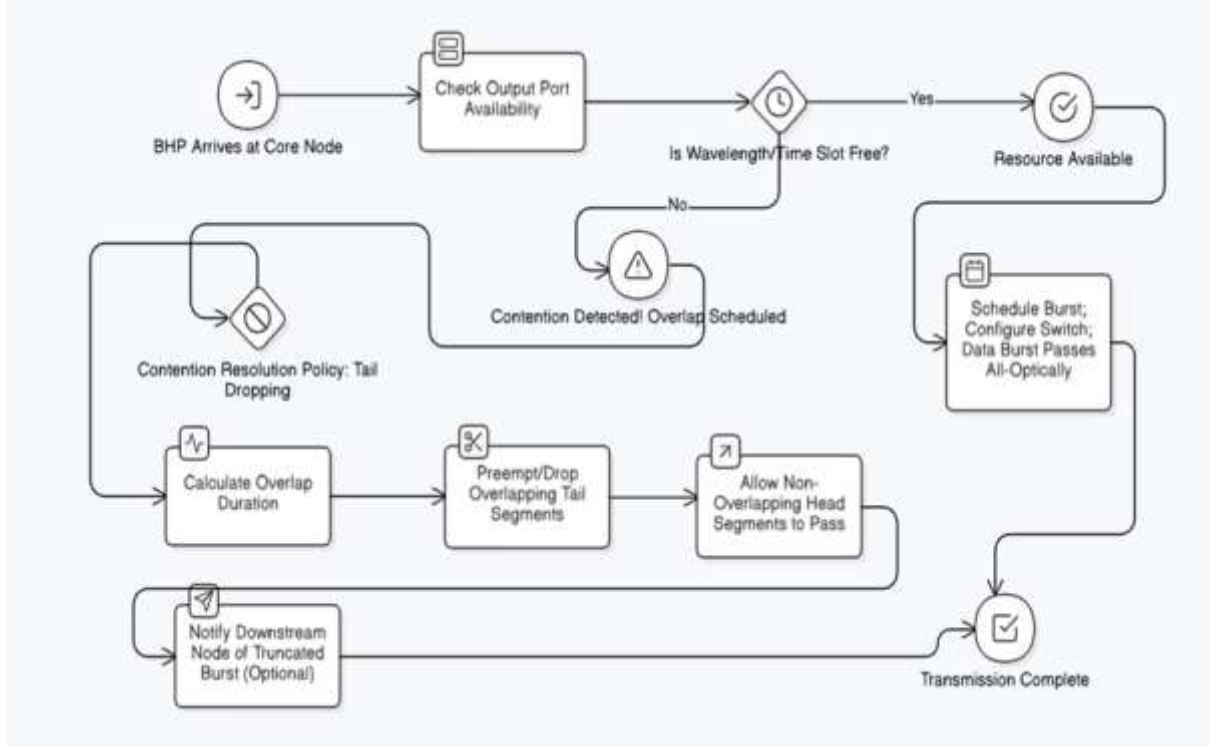 Check Output Port
Availability
BHP Arrives at Core Node
Is Wavelength/Time Slot Free?
Yes
Resource Available
No
Contention Detected! Overlap Scheduled
Schedule Burst;
Configure Switch;
Data Burst Passes
All-Optically
Contention Resolution Policy: Tail
Dropping
Calculate Overlap
Duration
Preempt/Drop
Overlapping Tail
Segments
Allow Non-
Overlapping Head
Segments to Pass
Notify Downstream
Node of Truncated
Burst (Optional)
Transmission Complete